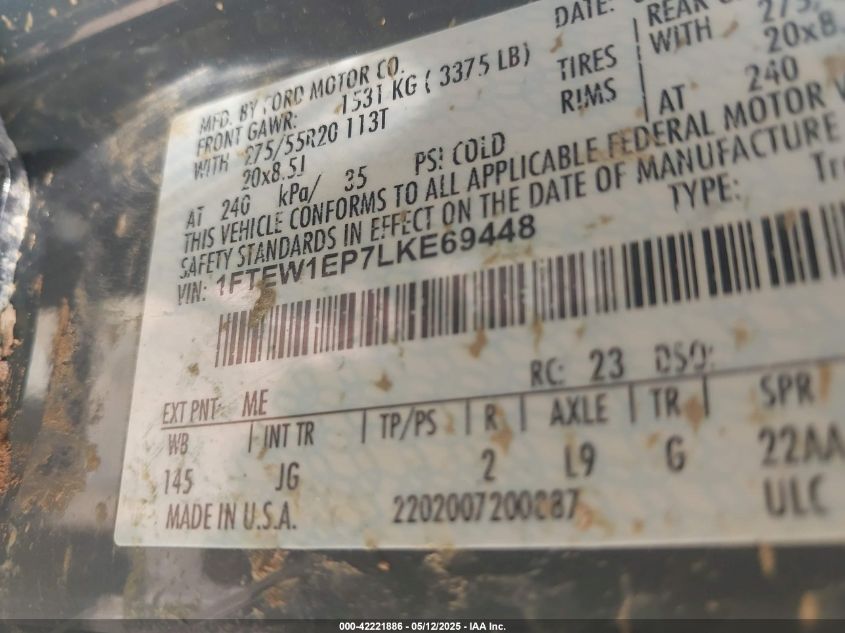 DATE:
MFD. BY FORD MOTOR CO.
FRONT GAWR: 1531 KG ( 3375 LB) REAR
WITH 275/55R20 113T TIRES WITH
20x8.5J RIMS 20x8.
AT 240 kPa/ 35 PSI COLD AT 240
THIS VEHICLE CONFORMS TO ALL APPLICABLE FEDERAL MOTOR
SAFETY STANDARDS IN EFFECT ON THE DATE OF MANUFACTURE
VIN: 1FTEW1EP7LKE69448 TYPE:
RC: 23 DSO:
EXT PNT: ME
WB INT TR TP/PS R AXLE TR SPR
145 JG 2 L9 G 22AA
MADE IN U.S.A. ULC
000-42221886 - 05/12/2025 - IAA Inc.